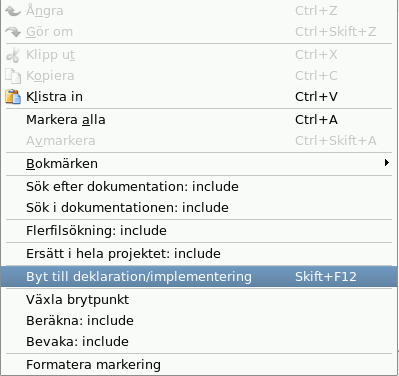 Ångra Ctrl+Z
Gör om Ctrl+Skift+Z
Klipp ut Ctrl+X
Kopiera Ctrl+C
Klistra in Ctrl+V
Markera alla Ctrl+A
Avmarkera Ctrl+Skift+A
Bokmärken
Sök efter dokumentation: include
Sök i dokumentationen: include
Flerfilsökning: include
Ersätt i hela projektet: include
Byt till deklaration/implementering Skift+F12
Växla brytpunkt
Beräkna: include
Bevaka: include
Formatera markering